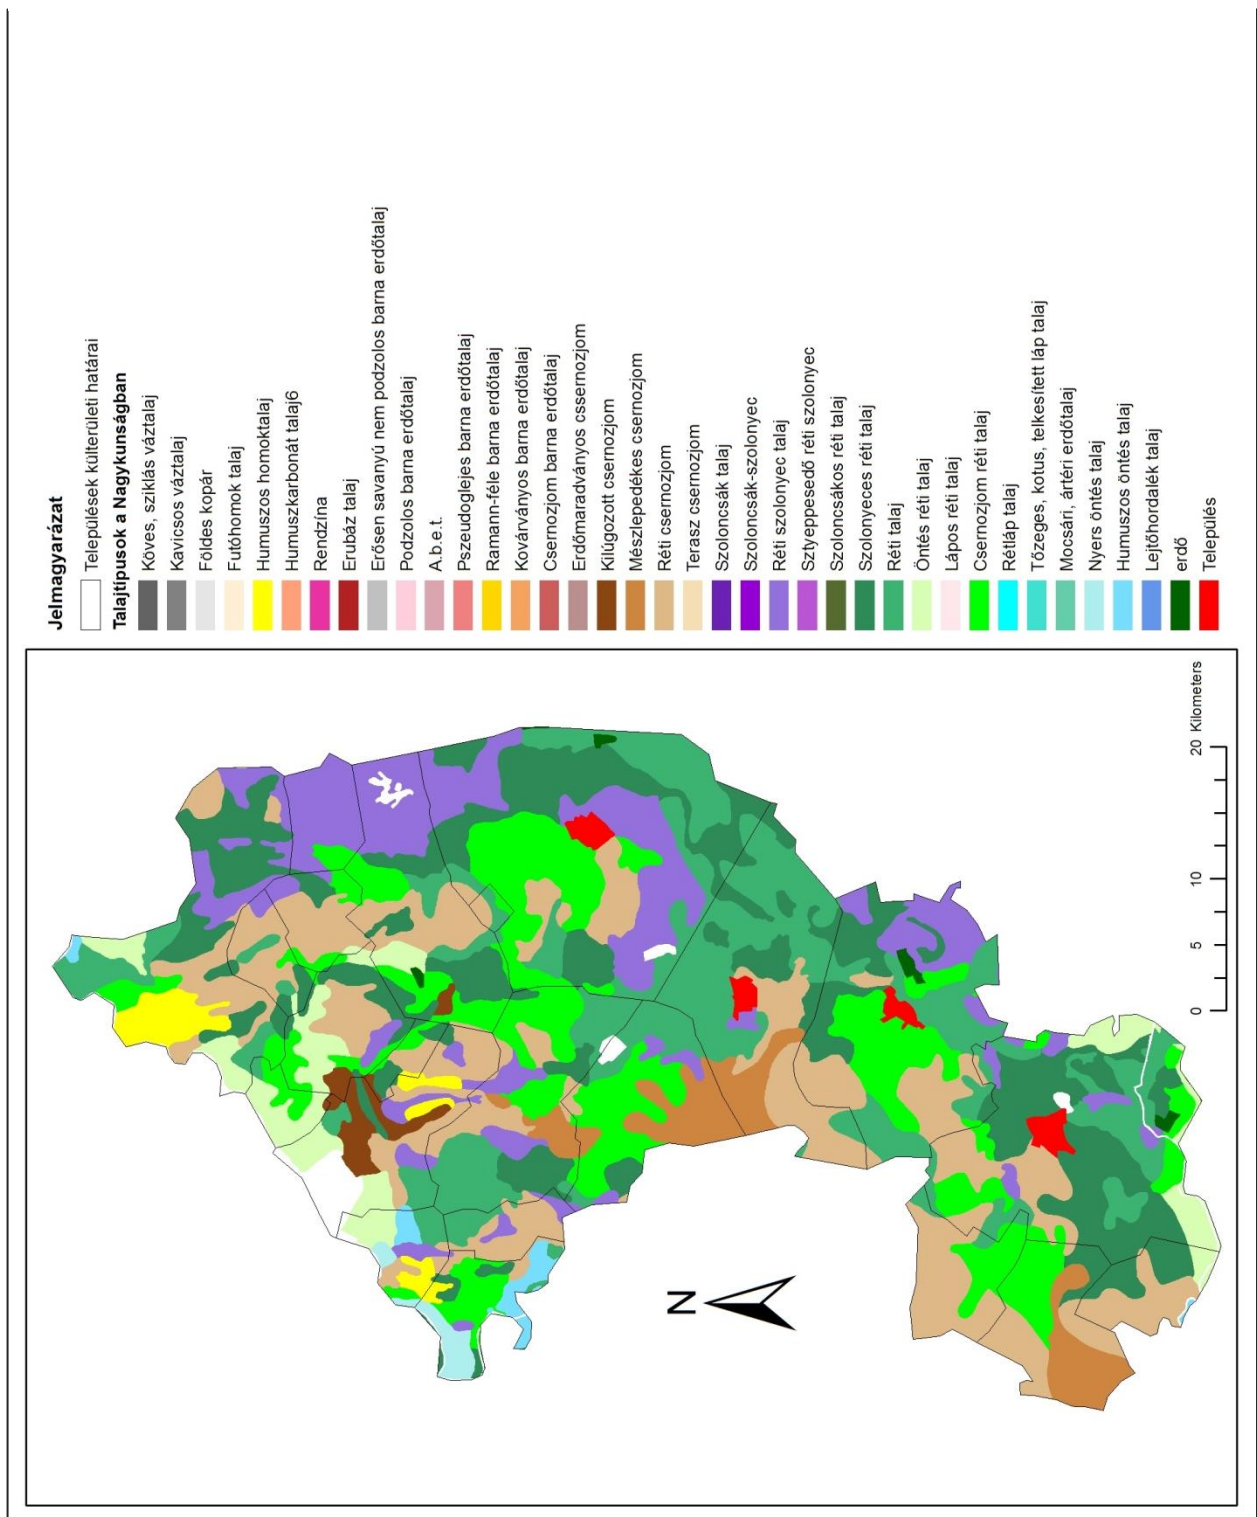 Jelmagyarázat
Települések külterületi határai
Talajtípusok a Nagykunságban
Köves, sziklás váztalaj
Kavicsos váztalaj
Földes kopár
Futóhomok talaj
Humuszos homoktalaj
Humuszkarbonát talaj6
Rendzína
Erubáz talaj
Erősen savanyú nem podzolos barna erdőtalaj
Podzolos barna erdőtalaj
A.b.e.t.
Pszeudoglejes barna erdőtalaj
Ramann-féle barna erdőtalaj
Kovárványos barna erdőtalaj
Csernozjom barna erdőtalaj
Erdőmaradványos cssernozjom
Kilúgozott csernozjom
Mészlepedékes csernozjom
Réti csernozjom
Terasz csernozjom
Szoloncsák talaj
Szoloncsák-szolonyec
Réti szolonyec talaj
Sztyeppesedő réti szolonyec
Szoloncsákos réti talaj
Szolonyeces réti talaj
Réti talaj
Öntés réti talaj
Lápos réti talaj
Csernozjom réti talaj
Rétláp talaj
Tőzeges, kotus, telkesített láp talaj
Mocsári, ártéri erdőtalaj
Nyers öntés talaj
Humuszos öntés talaj
Lejtőhordalék talaj
erdő
Település
N
0 5 10 20 Kilometers